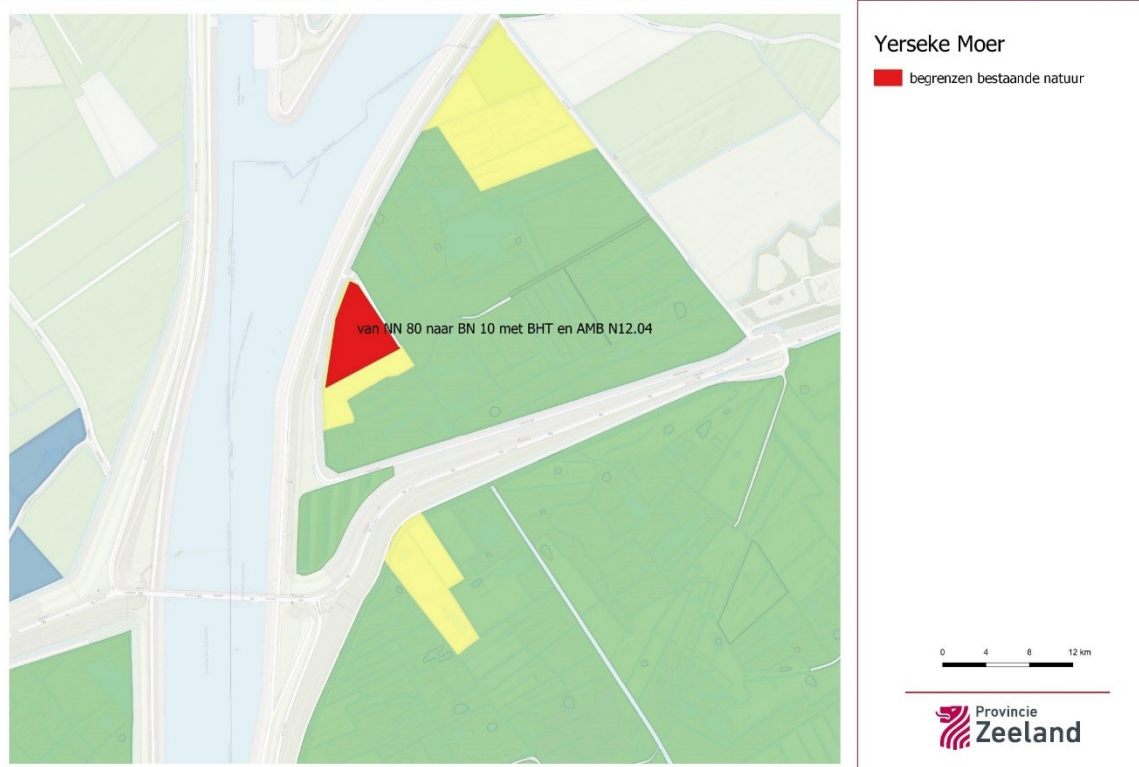 Yerseke Moer
begrenzen bestaande natuur
van NN 80 naar BN 10 met BHT en AMB N12.04
0 4 8 12 km
Provincie
Zeeland